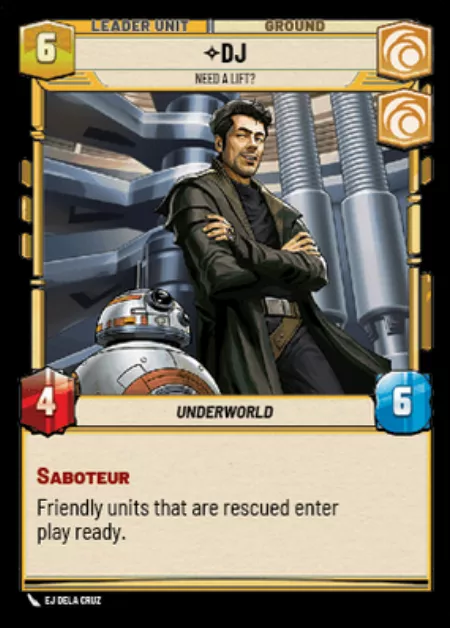 LEADER UNIT GROUND
6 DJ
NEED A LIFT?
4 UNDERWORLD 6
SABOTEUR
Friendly units that are rescued enter
play ready.
EJ DELA CRUZ